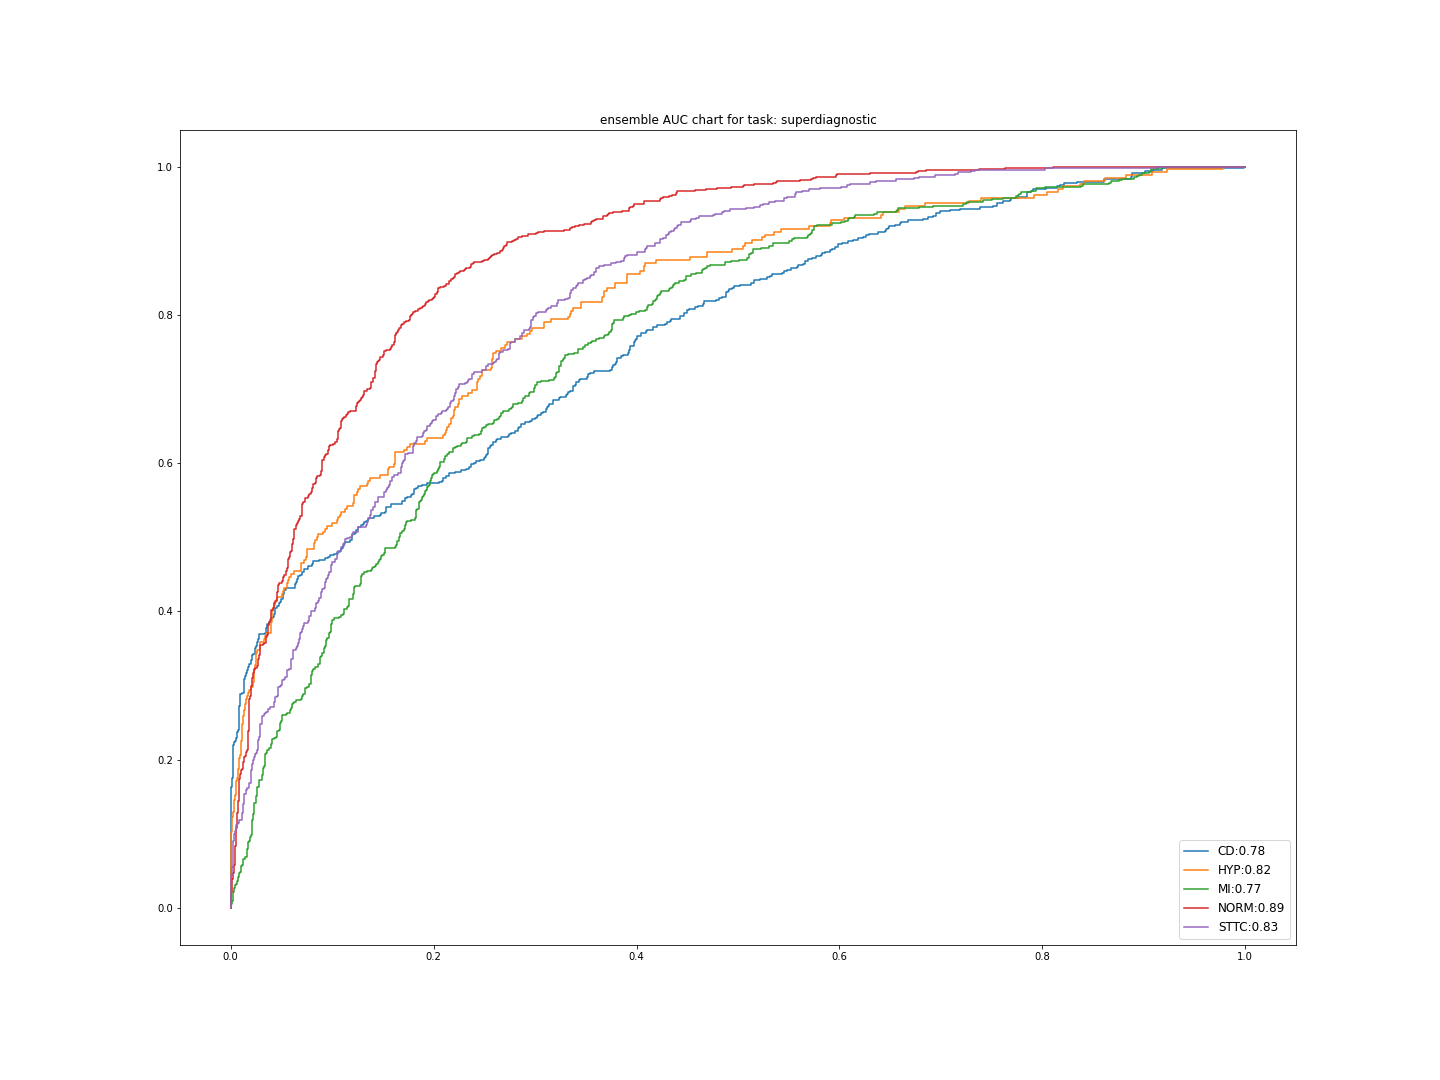 ensemble AUC chart for task: superdiagnostic
1.0
0.8
0.6
0.4
0.2
0.0
0.0 0.2 0.4 0.6 0.8 1.0
CD:0.78
HYP:0.82
MI:0.77
NORM:0.89
STTC:0.83